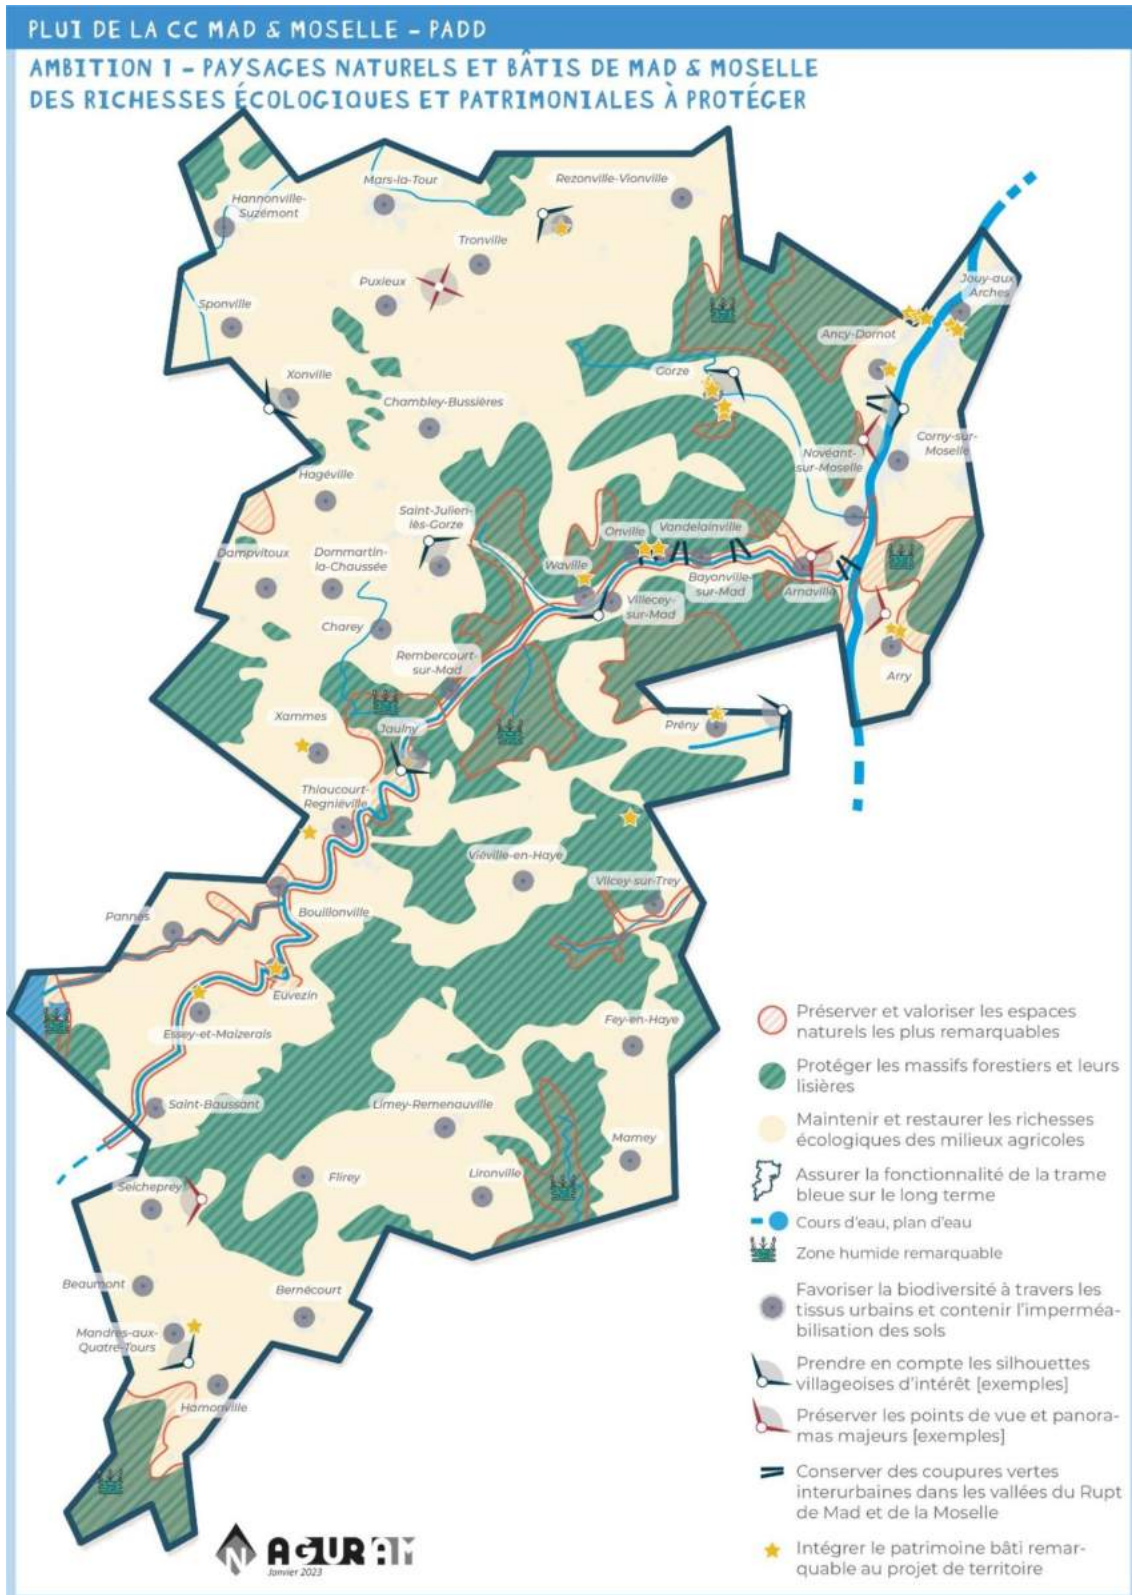 PLUI DE LA CC MAD & MOSELLE – PADD
AMBITION 1 – PAYSAGES NATURELS ET BÂTIS DE MAD & MOSELLE
DES RICHESSES ÉCOLOGIQUES ET PATRIMONIALES À PROTÉGER
Hannonville-
Suzémont
Mars-la-Tour
Rezonville-Vionville
Tronville
Puxieux
Sponville
Jouy-aux-
Arches
Ancy-Dornot
Gorze
Xonville
Chambley-Bussières
Corny-sur-
Moselle
Novéant-
sur-Moselle
Hagéville
Saint-Julien-
lès-Gorze
Onville
Vandelainville
Dampvitoux
Dommartin-
la-Chaussée
Waville
Bayonville-
sur-Mad
Arnaville
Villecey-
sur-Mad
Charey
Rembercourt-
sur-Mad
Arry
Xammes
Jaulny
Prény
Thiaucourt-
Regniéville
Viéville-en-Haye
Vilcey-sur-Trey
Pannes
Bouillonville
Euvezin
Essey-et-Maizerais
Fey-en-Haye
Saint-Baussant
Limey-Remenauville
Mamey
Seicheprey
Flirey
Lironville
Beaumont
Bernécourt
Mandres-aux-
Quatre-Tours
Hamonville
Préserver et valoriser les espaces
naturels les plus remarquables
Protéger les massifs forestiers et leurs
lisières
Maintenir et restaurer les richesses
écologiques des milieux agricoles
Assurer la fonctionnalité de la trame
bleue sur le long terme
Cours d'eau, plan d'eau
Zone humide remarquable
Favoriser la biodiversité à travers les
tissus urbains et contenir l'imperméa-
bilisation des sols
Prendre en compte les silhouettes
villageoises d'intérêt [exemples]
Préserver les points de vue et panora-
mas majeurs [exemples]
Conserver des coupures vertes
interurbaines dans les vallées du Rupt
de Mad et de la Moselle
Intégrer le patrimoine bâti remar-
quable au projet de territoire
N
AGURAM
Janvier 2023